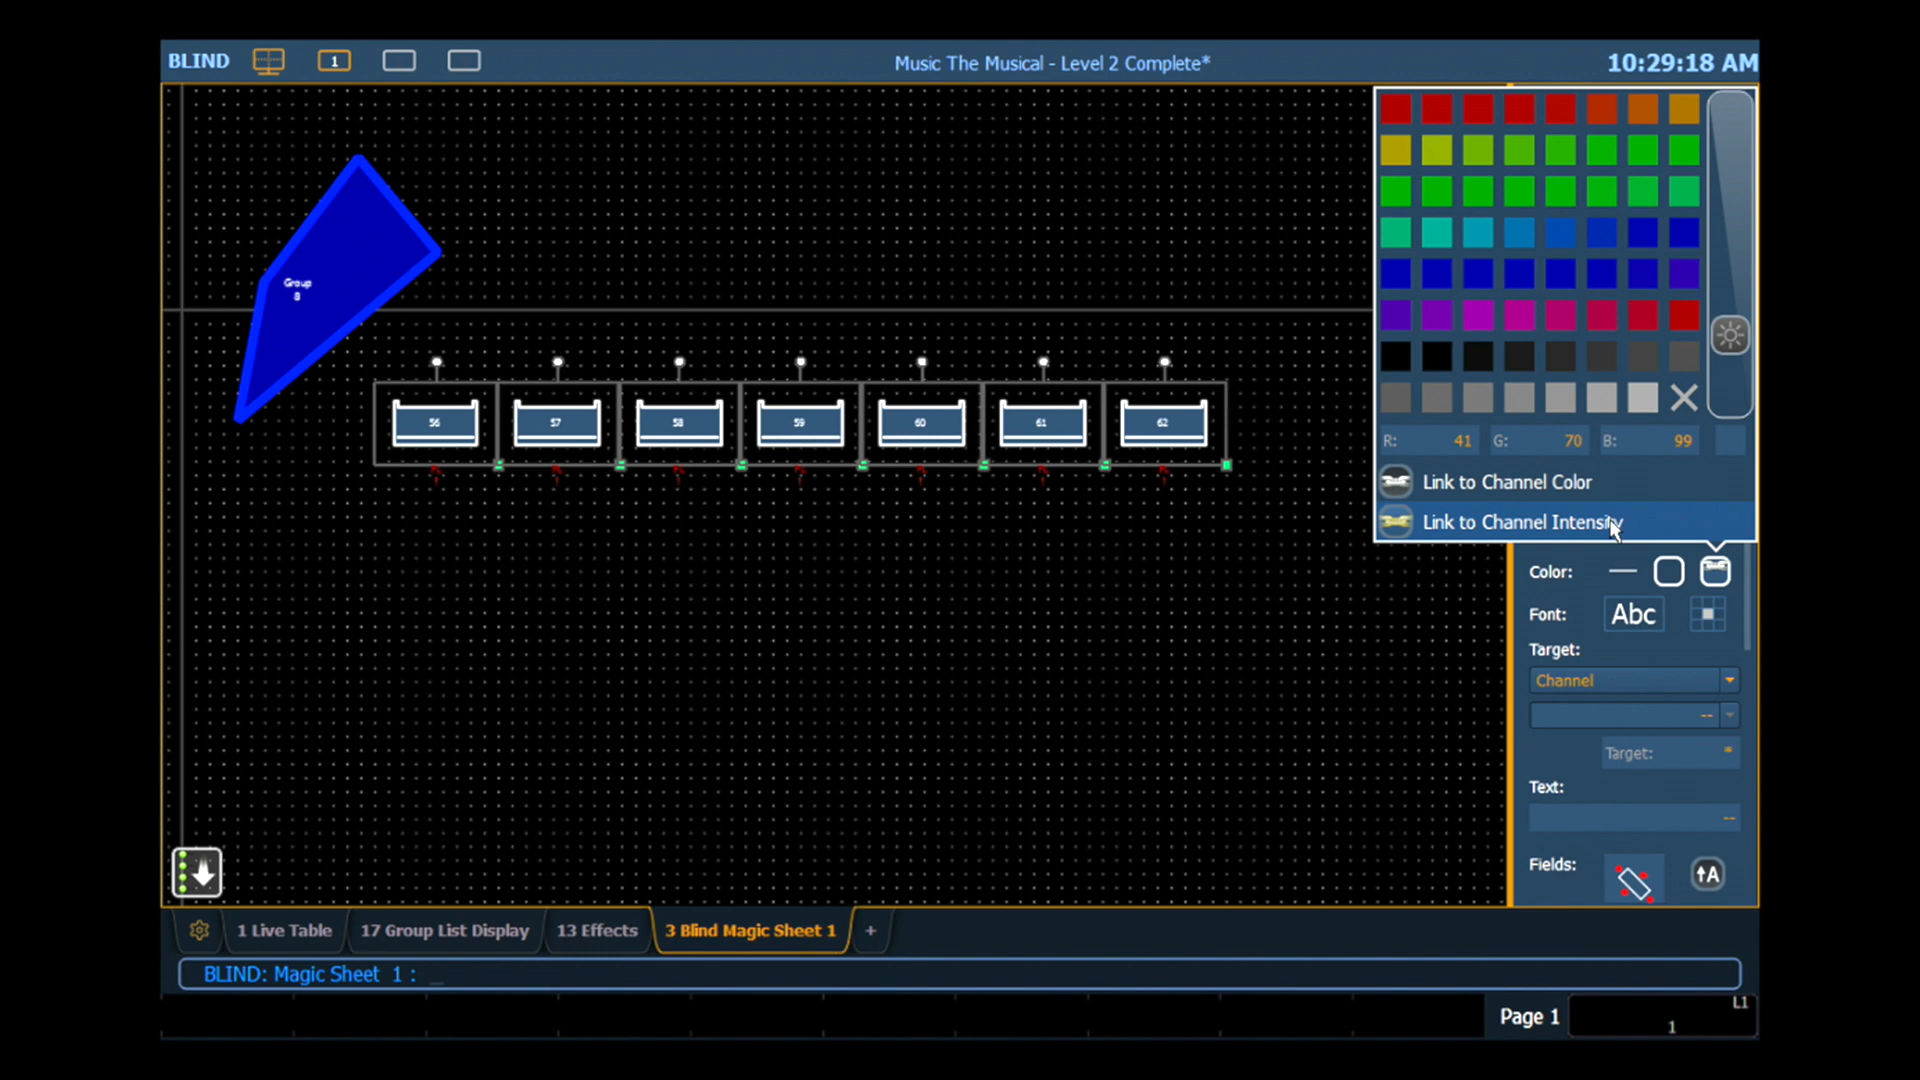 BLIND
1
Music The Musical - Level 2 Complete*
10:29:18 AM
Group
8
56
57
58
59
60
61
62
R: 41 G: 70 B: 99
Link to Channel Color
Link to Channel Intensity
Color:
Font: Abc
Target:
Channel
--
Target: *
Text:
--
Fields:
A
1 Live Table
17 Group List Display
13 Effects
3 Blind Magic Sheet 1
+
BLIND: Magic Sheet 1 : _
Page 1
L1
1